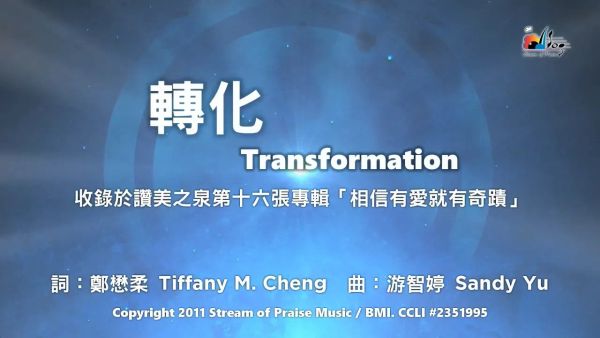 轉化
Transformation
收錄於讚美之泉第十六張專輯「相信有愛就有奇蹟」
詞：鄭懋柔 Tiffany M. Cheng 曲：游智婷 Sandy Yu
Copyright 2011 Stream of Praise Music / BMI. CCLI #2351995